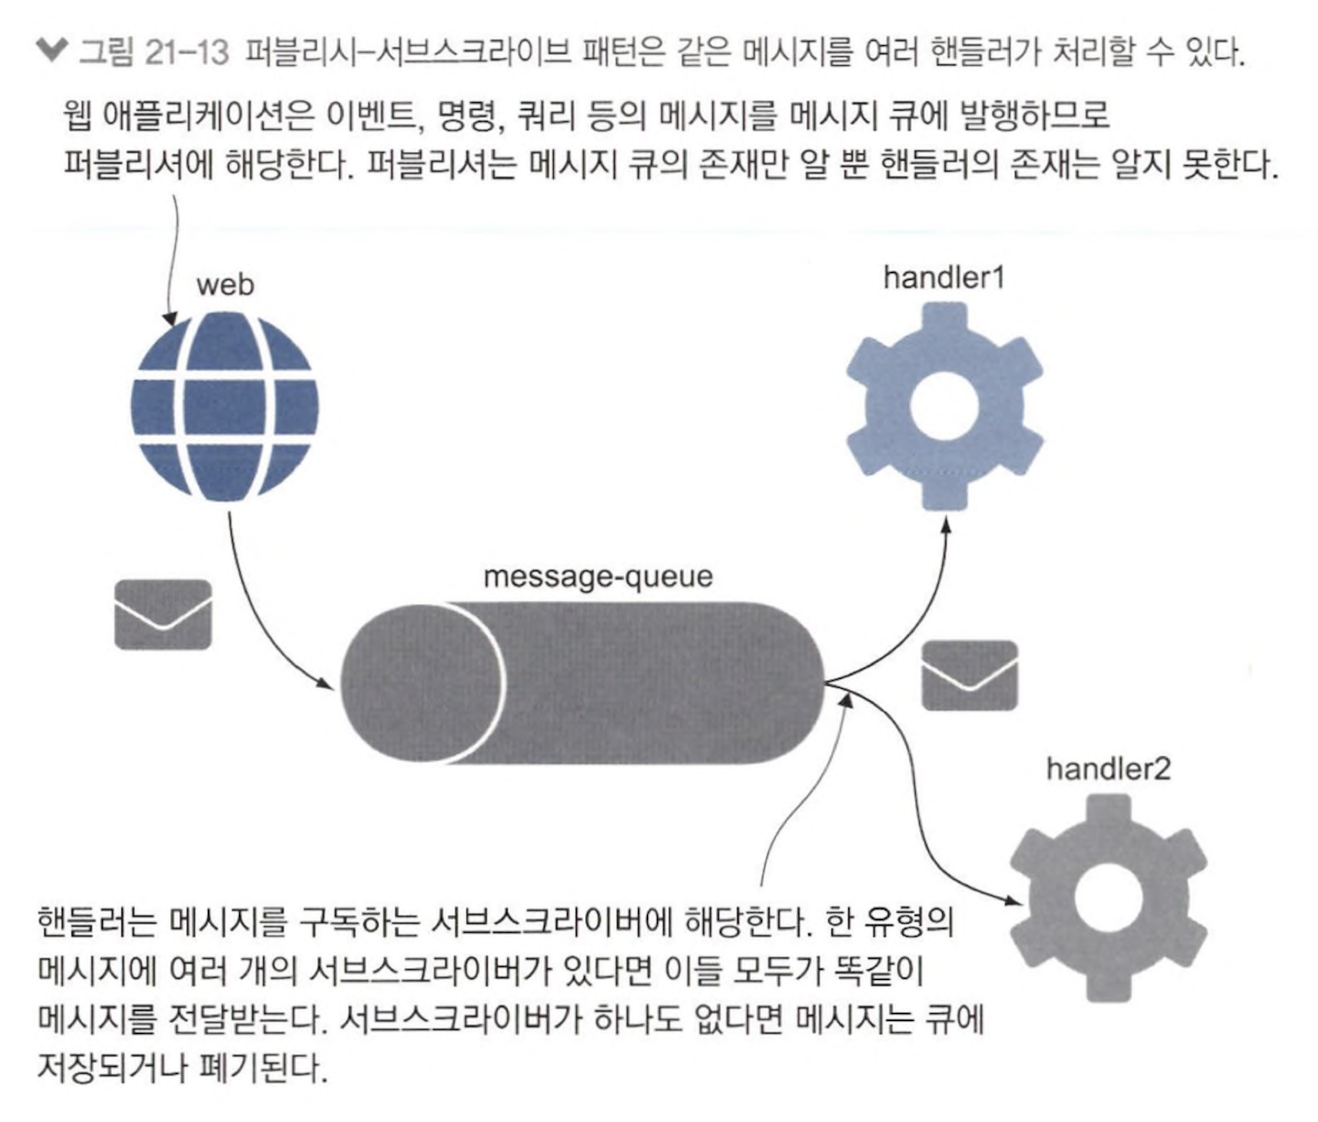 그림 21-13 퍼블리시-서브스크라이브 패턴은 같은 메시지를 여러 핸들러가 처리할 수 있다.
웹 애플리케이션은 이벤트, 명령, 쿼리 등의 메시지를 메시지 큐에 발행하므로
퍼블리셔에 해당한다. 퍼블리셔는 메시지 큐의 존재만 알 뿐 핸들러의 존재는 알지 못한다.
web
handler1
message-queue
handler2
핸들러는 메시지를 구독하는 서브스크라이버에 해당한다. 한 유형의
메시지에 여러 개의 서브스크라이버가 있다면 이들 모두가 똑같이
메시지를 전달받는다. 서브스크라이버가 하나도 없다면 메시지는 큐에
저장되거나 폐기된다.